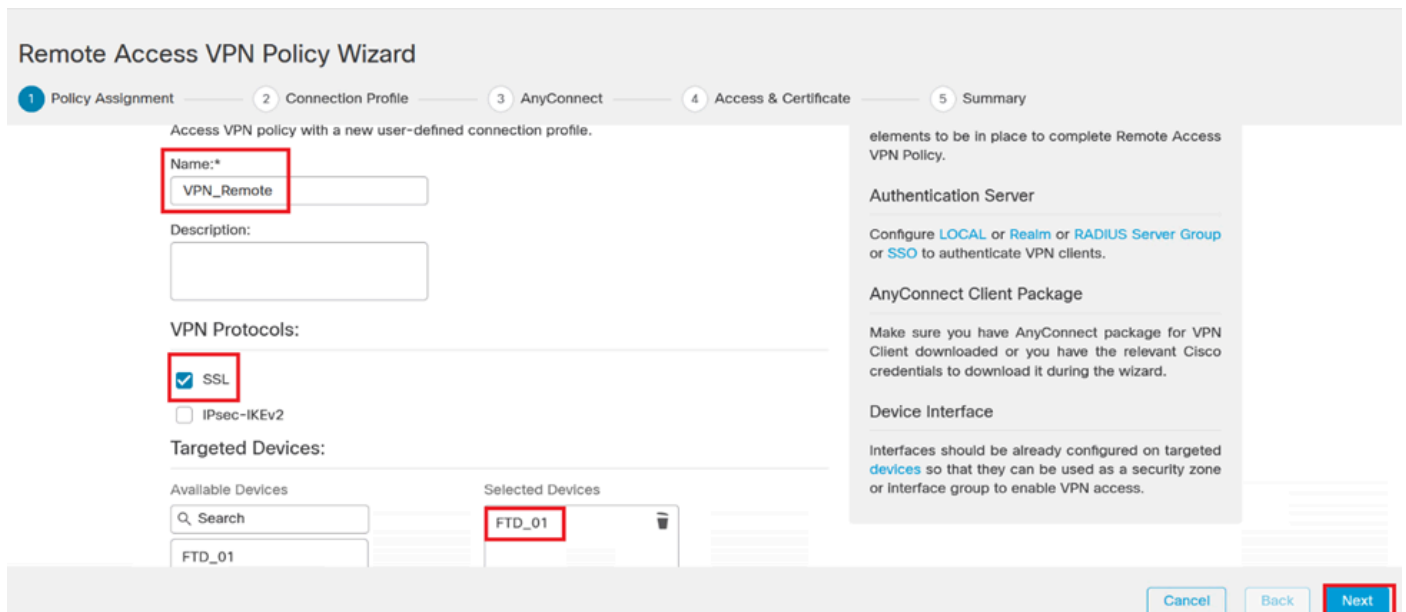 Remote Access VPN Policy Wizard
1 Policy Assignment 2 Connection Profile 3 AnyConnect 4 Access & Certificate 5 Summary
Access VPN policy with a new user-defined connection profile.
Name:*
VPN_Remote
Description:
VPN Protocols:
SSL
IPsec-IKEv2
Targeted Devices:
Available Devices
Search
FTD_01
Selected Devices
FTD_01
elements to be in place to complete Remote Access
VPN Policy.
Authentication Server
Configure LOCAL or Realm or RADIUS Server Group
or SSO to authenticate VPN clients.
AnyConnect Client Package
Make sure you have AnyConnect package for VPN
Client downloaded or you have the relevant Cisco
credentials to download it during the wizard.
Device Interface
Interfaces should be already configured on targeted
devices so that they can be used as a security zone
or interface group to enable VPN access.
Cancel Back Next